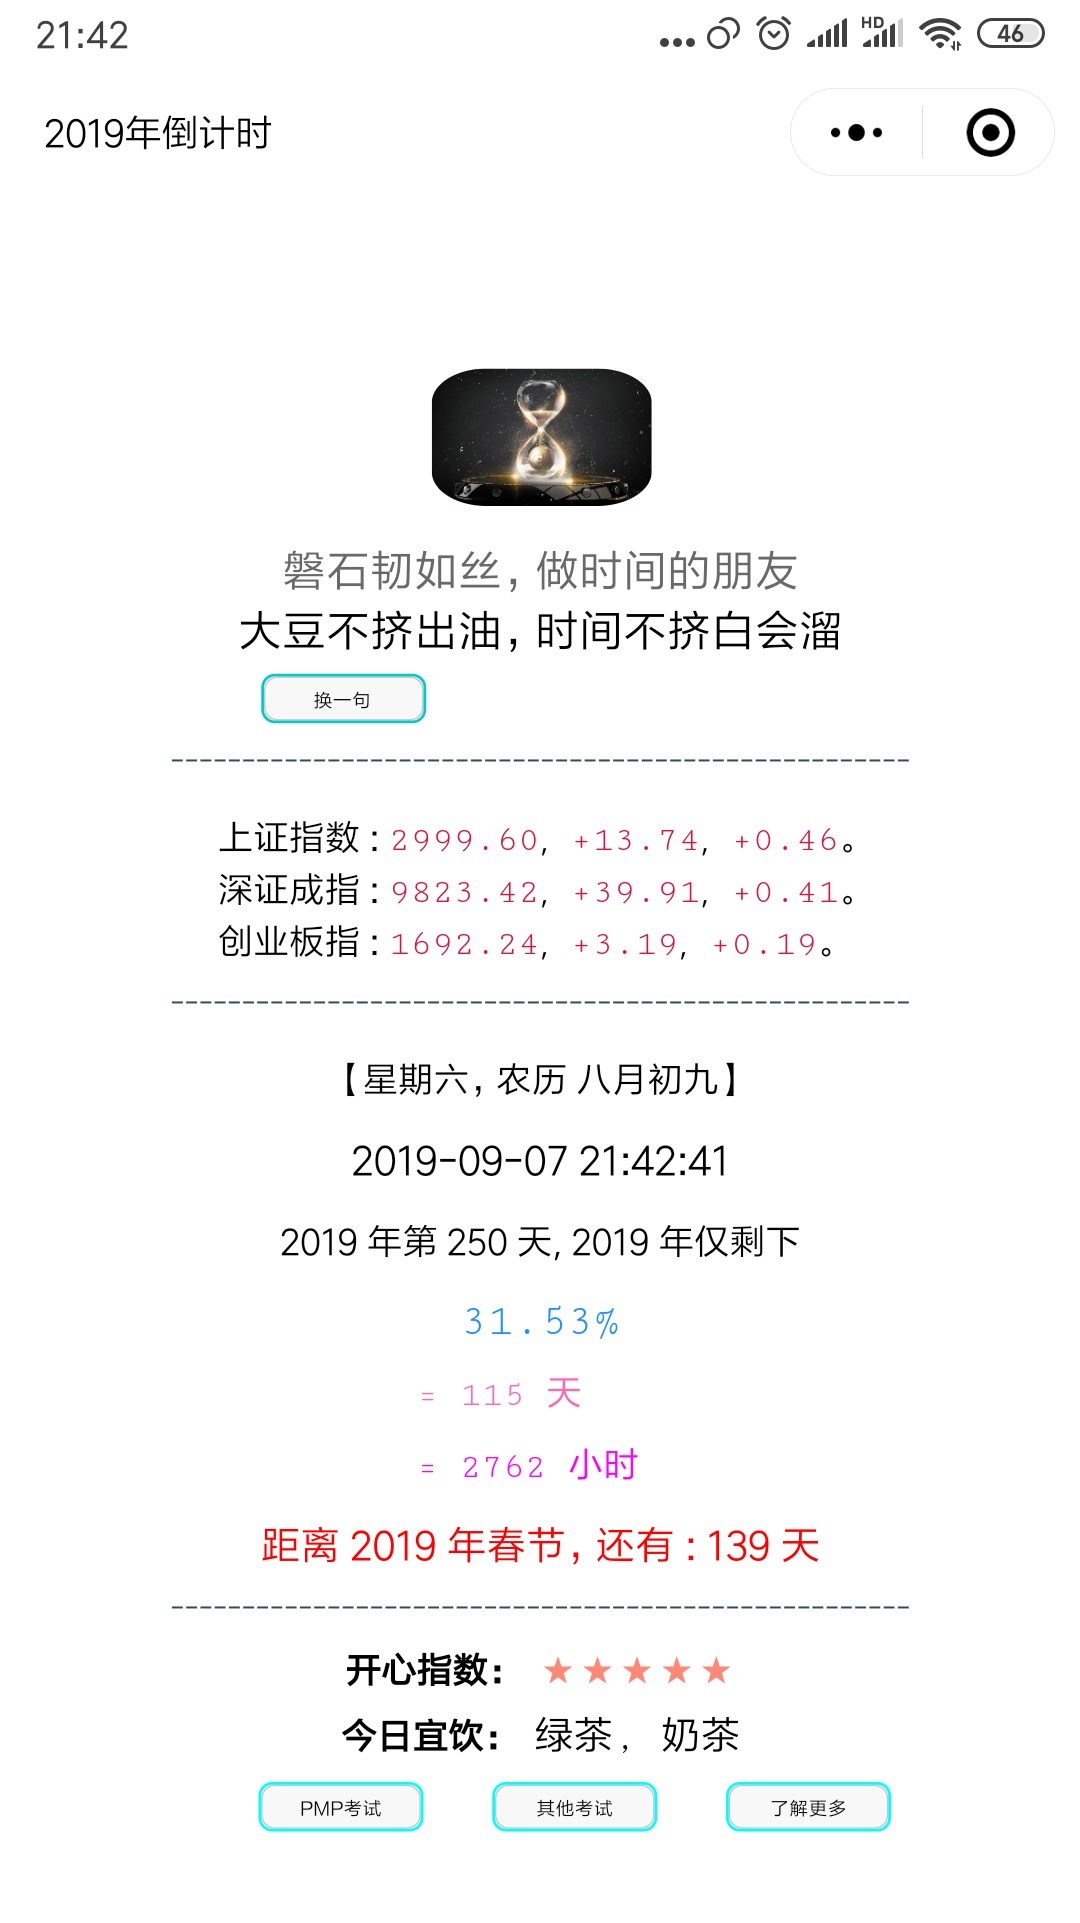 21:42
HD
46
2019年倒计时
磐石韧如丝，做时间的朋友
大豆不挤出油，时间不挤白会溜
换一句
----------------------------------------------------
上证指数：2999.60, +13.74, +0.46。
深证成指：9823.42, +39.91, +0.41。
创业板指：1692.24, +3.19, +0.19。
----------------------------------------------------
【星期六，农历 八月初九】
2019-09-07 21:42:41
2019 年第 250 天, 2019 年仅剩下
31.53%
= 115 天
= 2762 小时
距离 2019 年春节，还有：139 天
----------------------------------------------------
开心指数： ★★★★★
今日宜饮： 绿茶， 奶茶
PMP考试 其他考试 了解更多